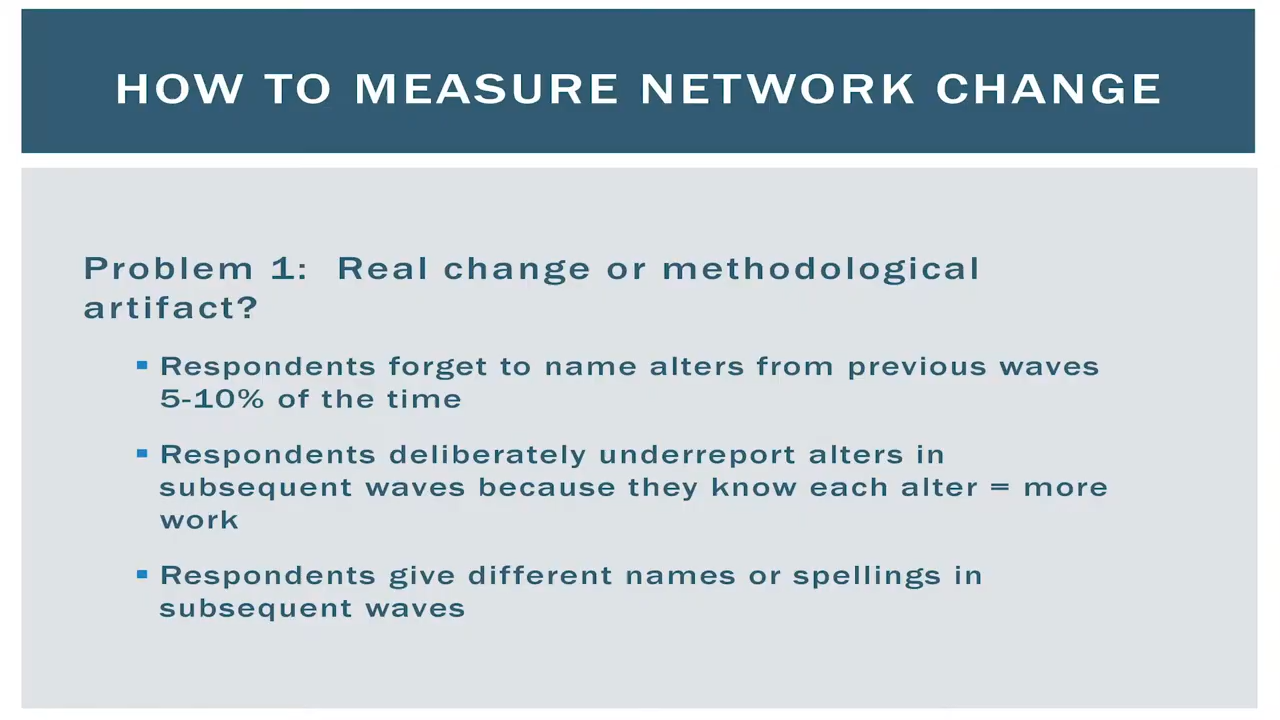 HOW TO MEASURE NETWORK CHANGE
Problem 1: Real change or methodological
artifact?
▪ Respondents forget to name alters from previous waves
5-10% of the time
▪ Respondents deliberately underreport alters in
subsequent waves because they know each alter = more
work
▪ Respondents give different names or spellings in
subsequent waves